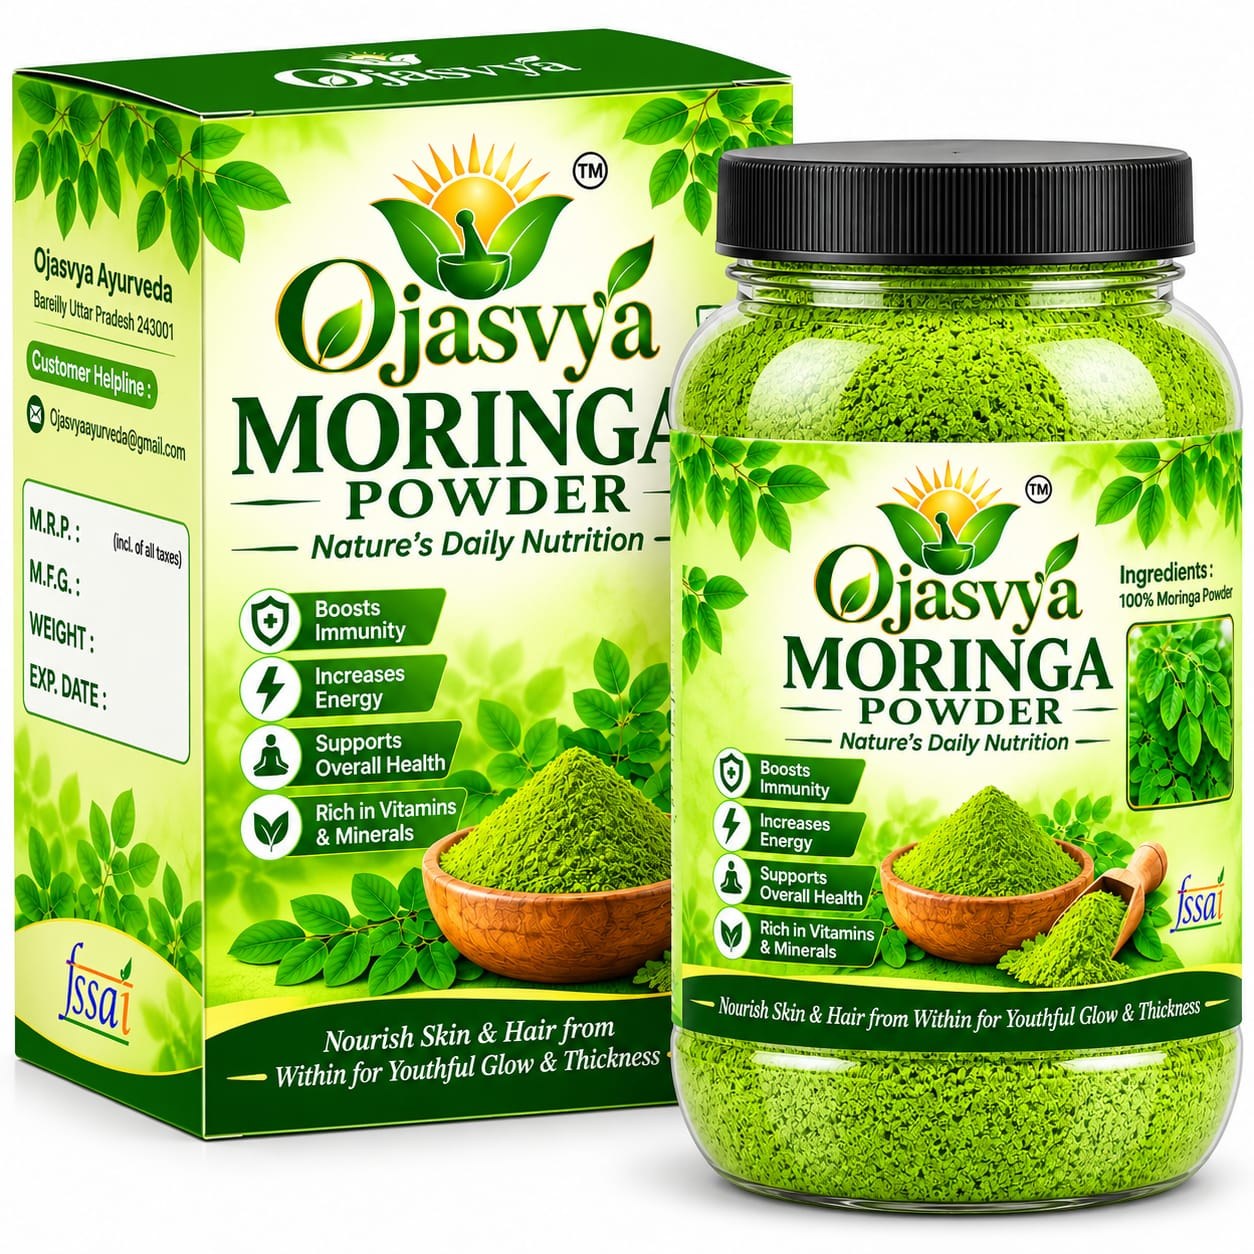 Ojasvya
Ojasvya Ayurveda
Bareilly Uttar Pradesh 243001
Customer Helpline :
Ojasvyaayurveda@gmail.com
M.R.P. :
(incl. of all taxes)
M.F.G. :
WEIGHT :
EXP. DATE :
fssai
TM
Ojasvya
MORINGA
POWDER
Nature's Daily Nutrition
Boosts
Immunity
Increases
Energy
Supports
Overall Health
Rich in Vitamins
& Minerals
Nourish Skin & Hair from
Within for Youthful Glow & Thickness
TM
Ojasvya
MORINGA
POWDER
Nature's Daily Nutrition
Boosts
Immunity
Increases
Energy
Supports
Overall Health
Rich in Vitamins
& Minerals
Ingredients :
100% Moringa Powder
fssai
Nourish Skin & Hair from Within for Youthful Glow & Thickness